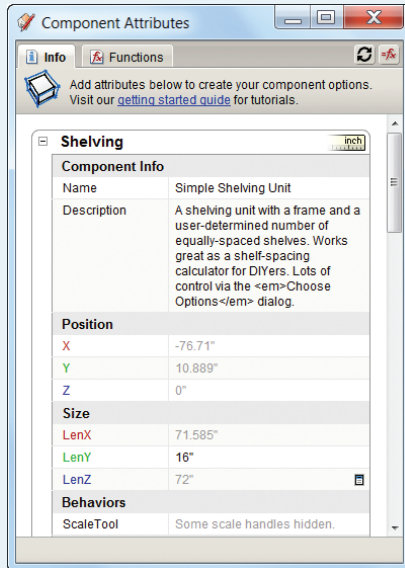 Component Attributes
Info
Functions
Add attributes below to create your component options.
Visit our getting started guide for tutorials.
Shelving
inch
Component Info
Name Simple Shelving Unit
Description A shelving unit with a frame and a
user-determined number of
equally-spaced shelves. Works
great as a shelf-spacing
calculator for DIYers. Lots of
control via the <em>Choose
Options</em> dialog.
Position
X -76.71"
Y 10.889"
Z 0"
Size
LenX 71.585"
LenY 16"
LenZ 72"
Behaviors
ScaleTool Some scale handles hidden.